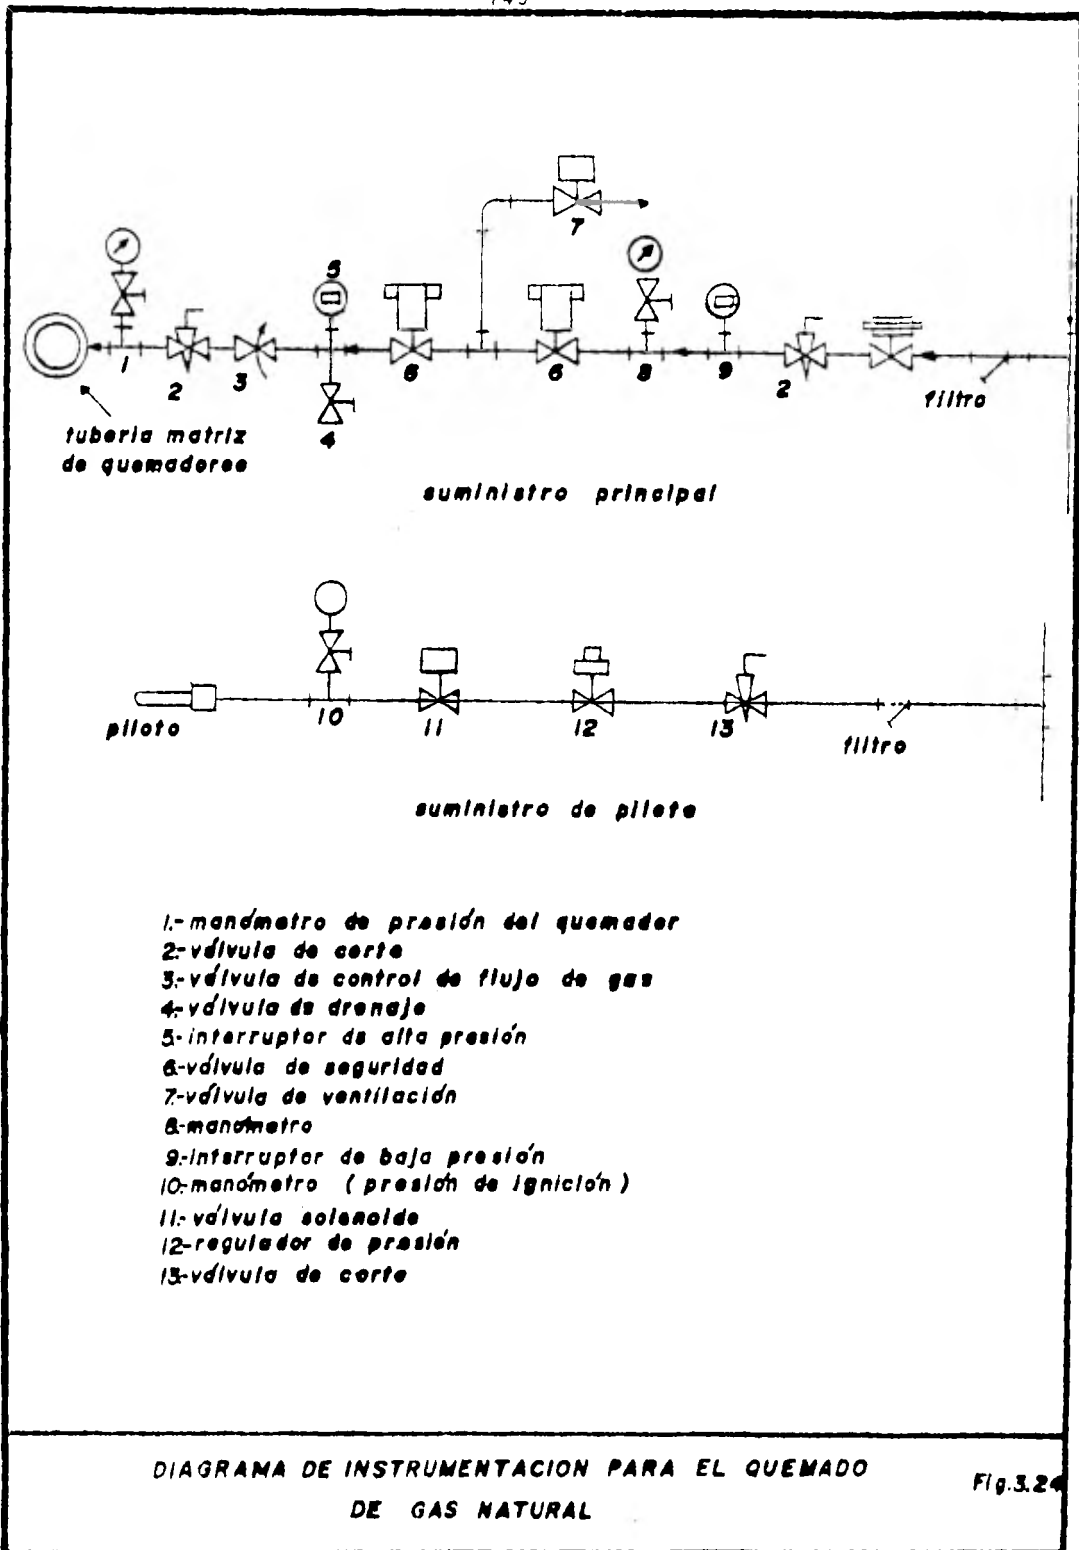 7
5
1
2
3
4
6
6
8
9
2
filtro
tuberia matriz
de quemadores
suministro principal
piloto
10
11
12
13
filtro
suministro de piloto
1.- manómetro de presión del quemador
2.- válvula de corte
3.- válvula de control de flujo de gas
4.- válvula de drenaje
5.- interruptor de alta presión
6.- válvula de seguridad
7.- válvula de ventilación
8.- manómetro
9.- interruptor de baja presión
10.- manómetro (presión de ignición)
11.- válvula solenoide
12.- regulador de presión
13.- válvula de corte
DIAGRAMA DE INSTRUMENTACION PARA EL QUEMADO
DE GAS NATURAL
Fig.3.24